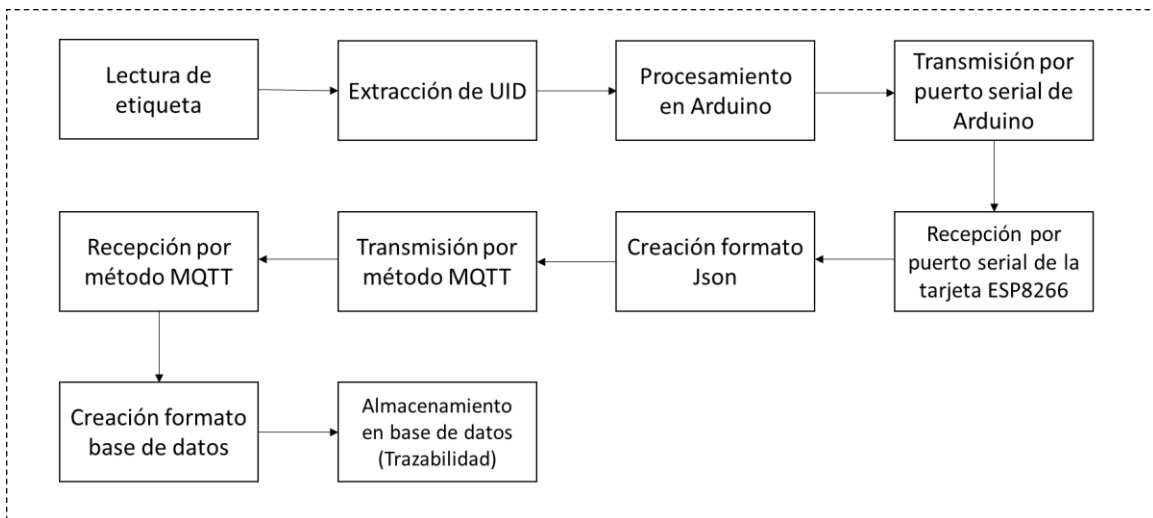 Lectura de
etiqueta
Extracción de UID
Procesamiento
en Arduino
Transmisión por
puerto serial de
Arduino
Recepción por
puerto serial de la
tarjeta ESP8266
Creación formato
Json
Transmisión por
método MQTT
Recepción por
método MQTT
Creación formato
base de datos
Almacenamiento
en base de datos
(Trazabilidad)